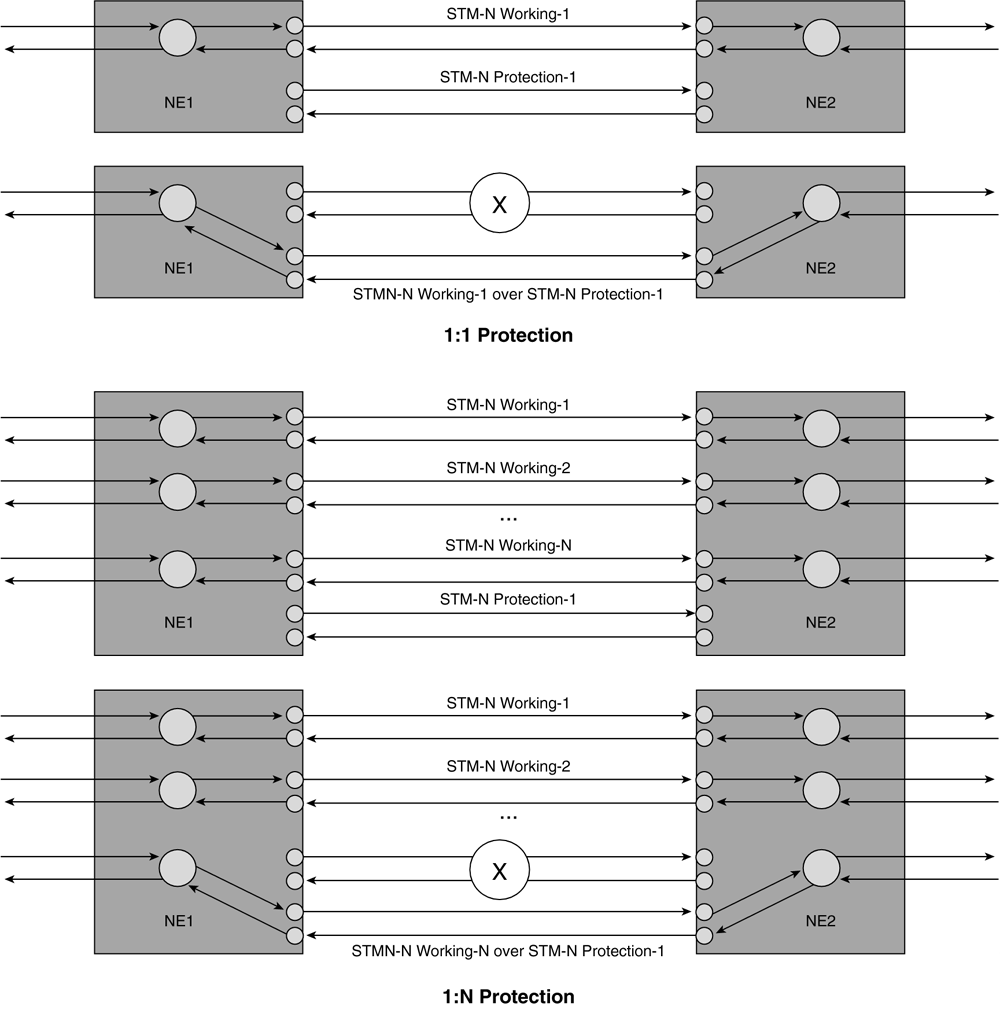 STM-N Working-1
STM-N Protection-1
NE1
NE2
X
NE1
NE2
STMN-N Working-1 over STM-N Protection-1
1:1 Protection
STM-N Working-1
STM-N Working-2
...
STM-N Working-N
STM-N Protection-1
NE1
NE2
STM-N Working-1
STM-N Working-2
...
X
NE1
NE2
STMN-N Working-N over STM-N Protection-1
1:N Protection